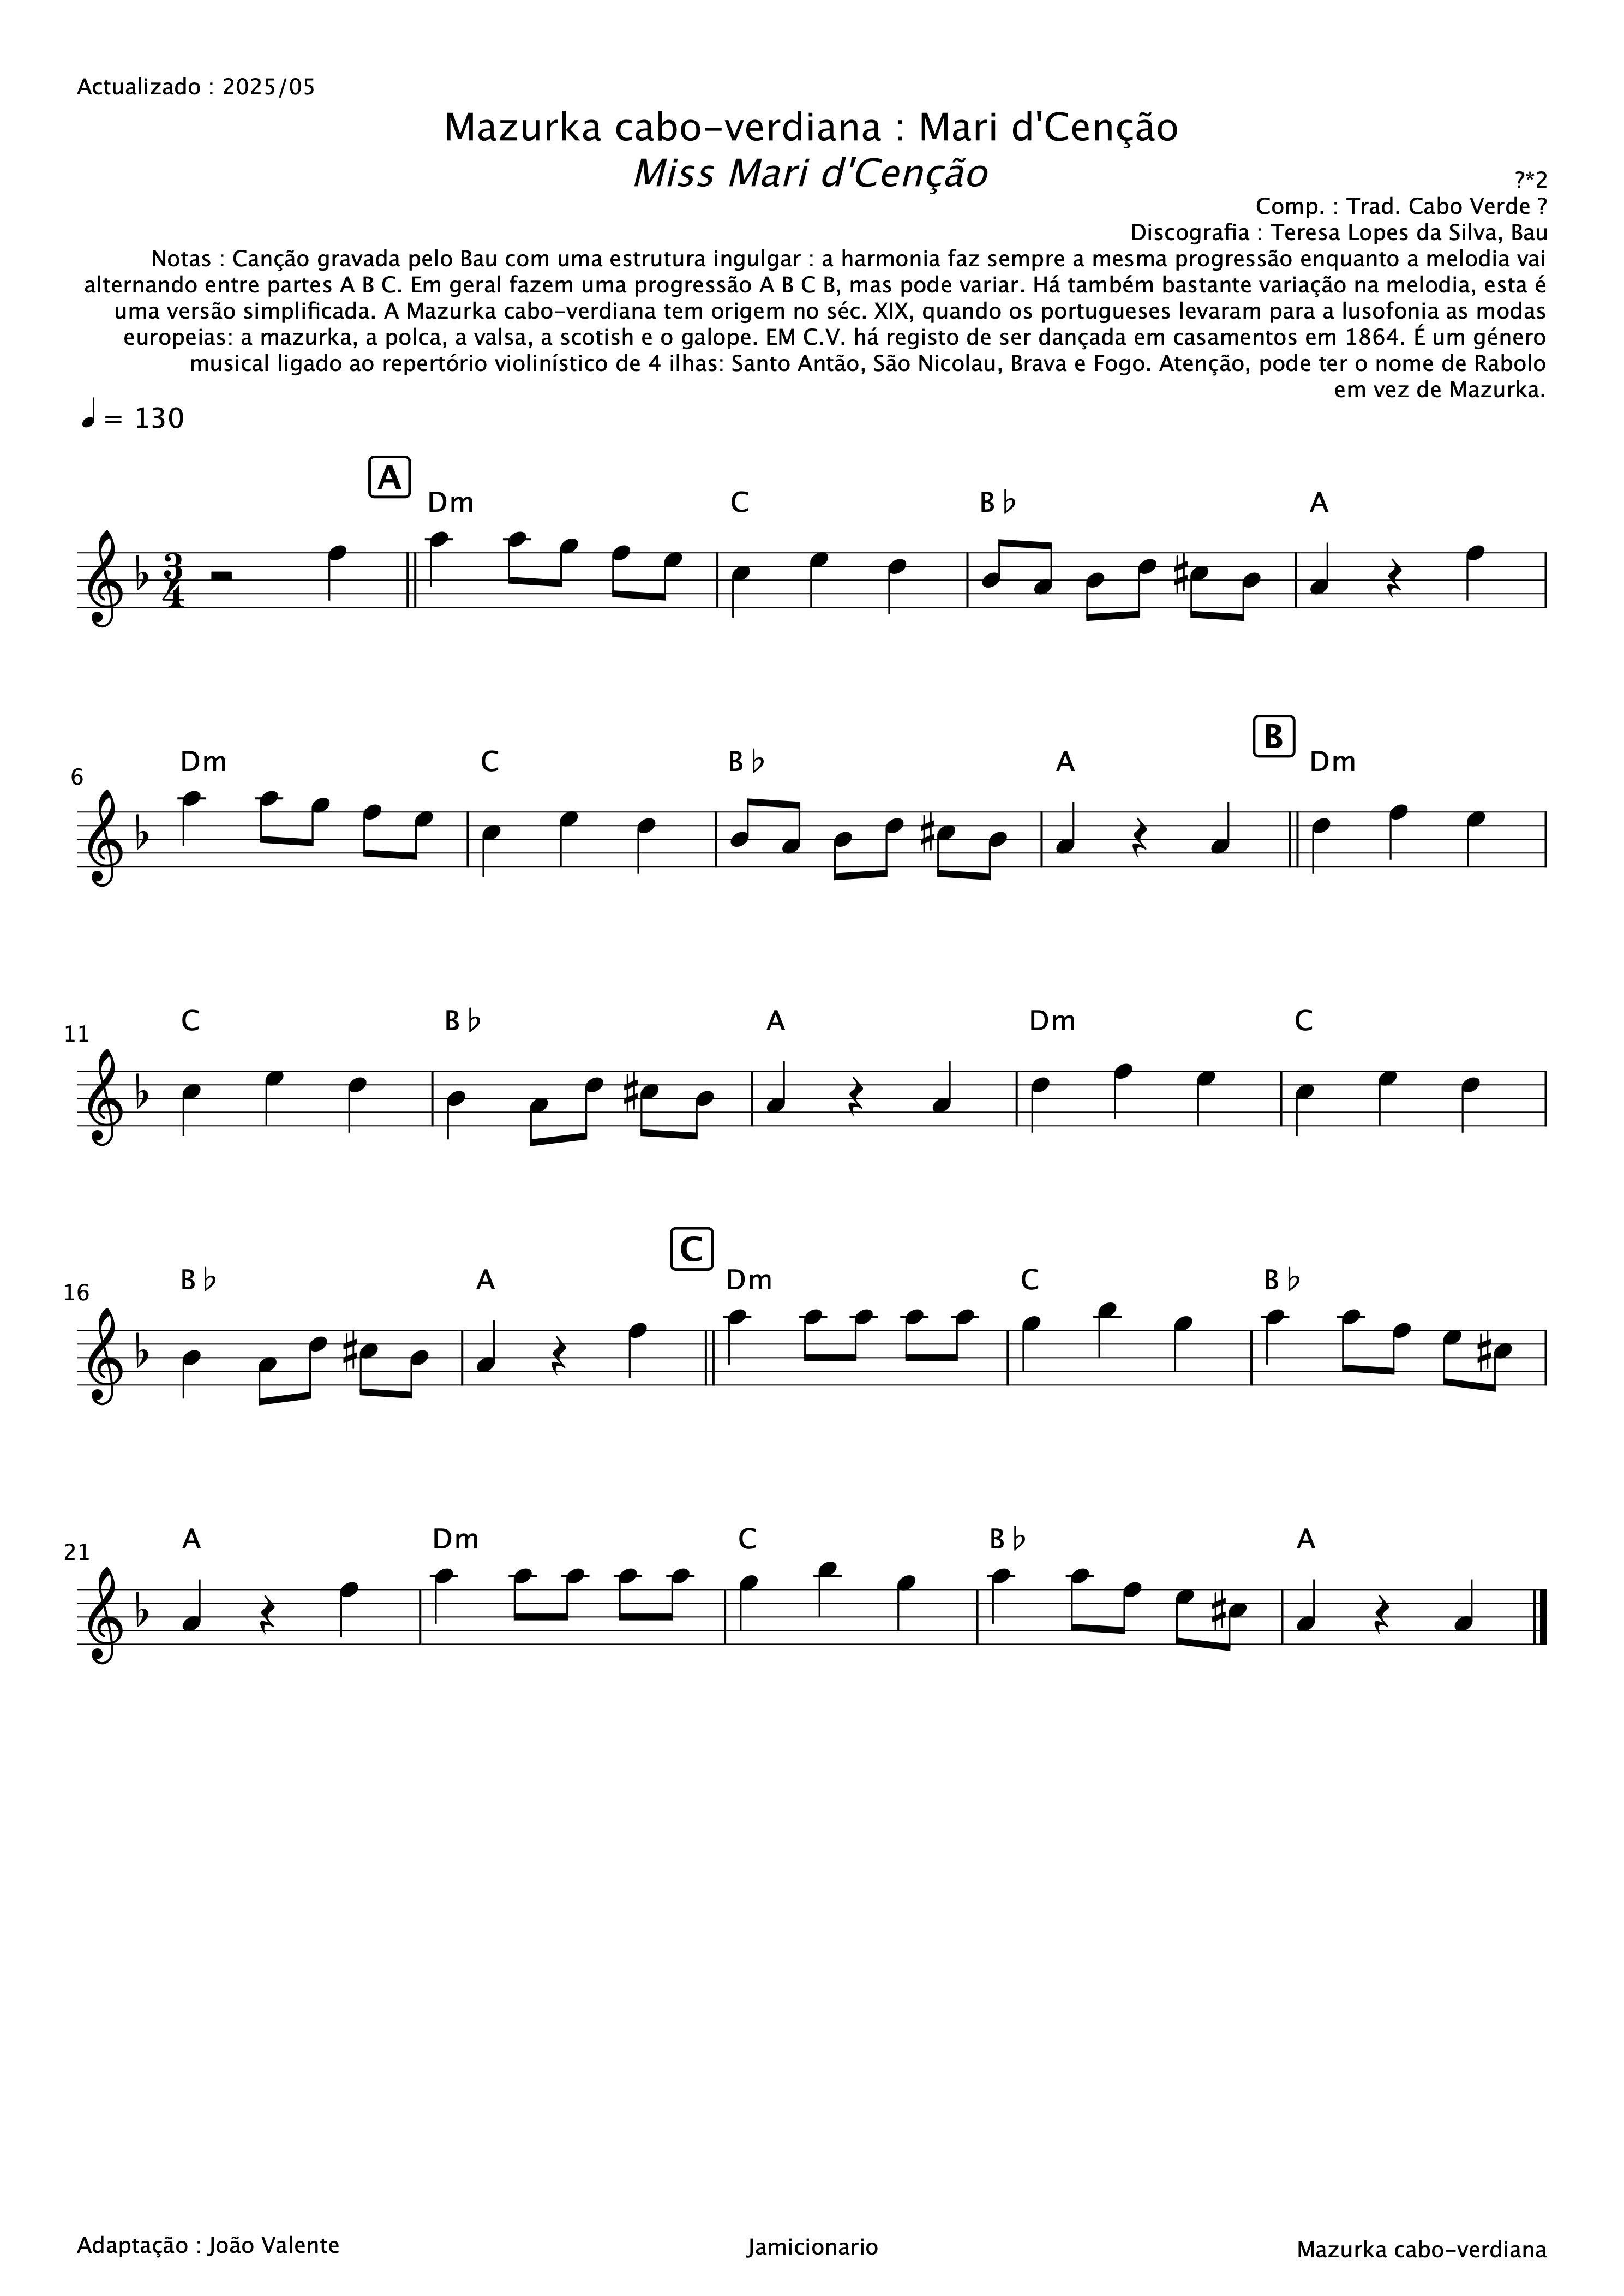 Actualizado : 2025/05
Mazurka cabo-verdiana : Mari d'Cenção
Miss Mari d'Cenção
?*2
Comp. : Trad. Cabo Verde ?
Discografia : Teresa Lopes da Silva, Bau
Notas : Canção gravada pelo Bau com uma estrutura ingulgar : a harmonia faz sempre a mesma progressão enquanto a melodia vai
alternando entre partes A B C. Em geral fazem uma progressão A B C B, mas pode variar. Há também bastante variação na melodia, esta é
uma versão simplificada. A Mazurka cabo-verdiana tem origem no séc. XIX, quando os portugueses levaram para a lusofonia as modas
europeias: a mazurka, a polca, a valsa, a scotish e o galope. EM C.V. há registo de ser dançada em casamentos em 1864. É um género
musical ligado ao repertório violinístico de 4 ilhas: Santo Antão, São Nicolau, Brava e Fogo. Atenção, pode ter o nome de Rabolo
em vez de Mazurka.
♩ = 130
A
Dm C B♭ A
3
4
B
6 Dm C B♭ A Dm
11 C B♭ A Dm C
C
16 B♭ A Dm C B♭
21 A Dm C B♭ A
Adaptação : João Valente
Jamicionario
Mazurka cabo-verdiana